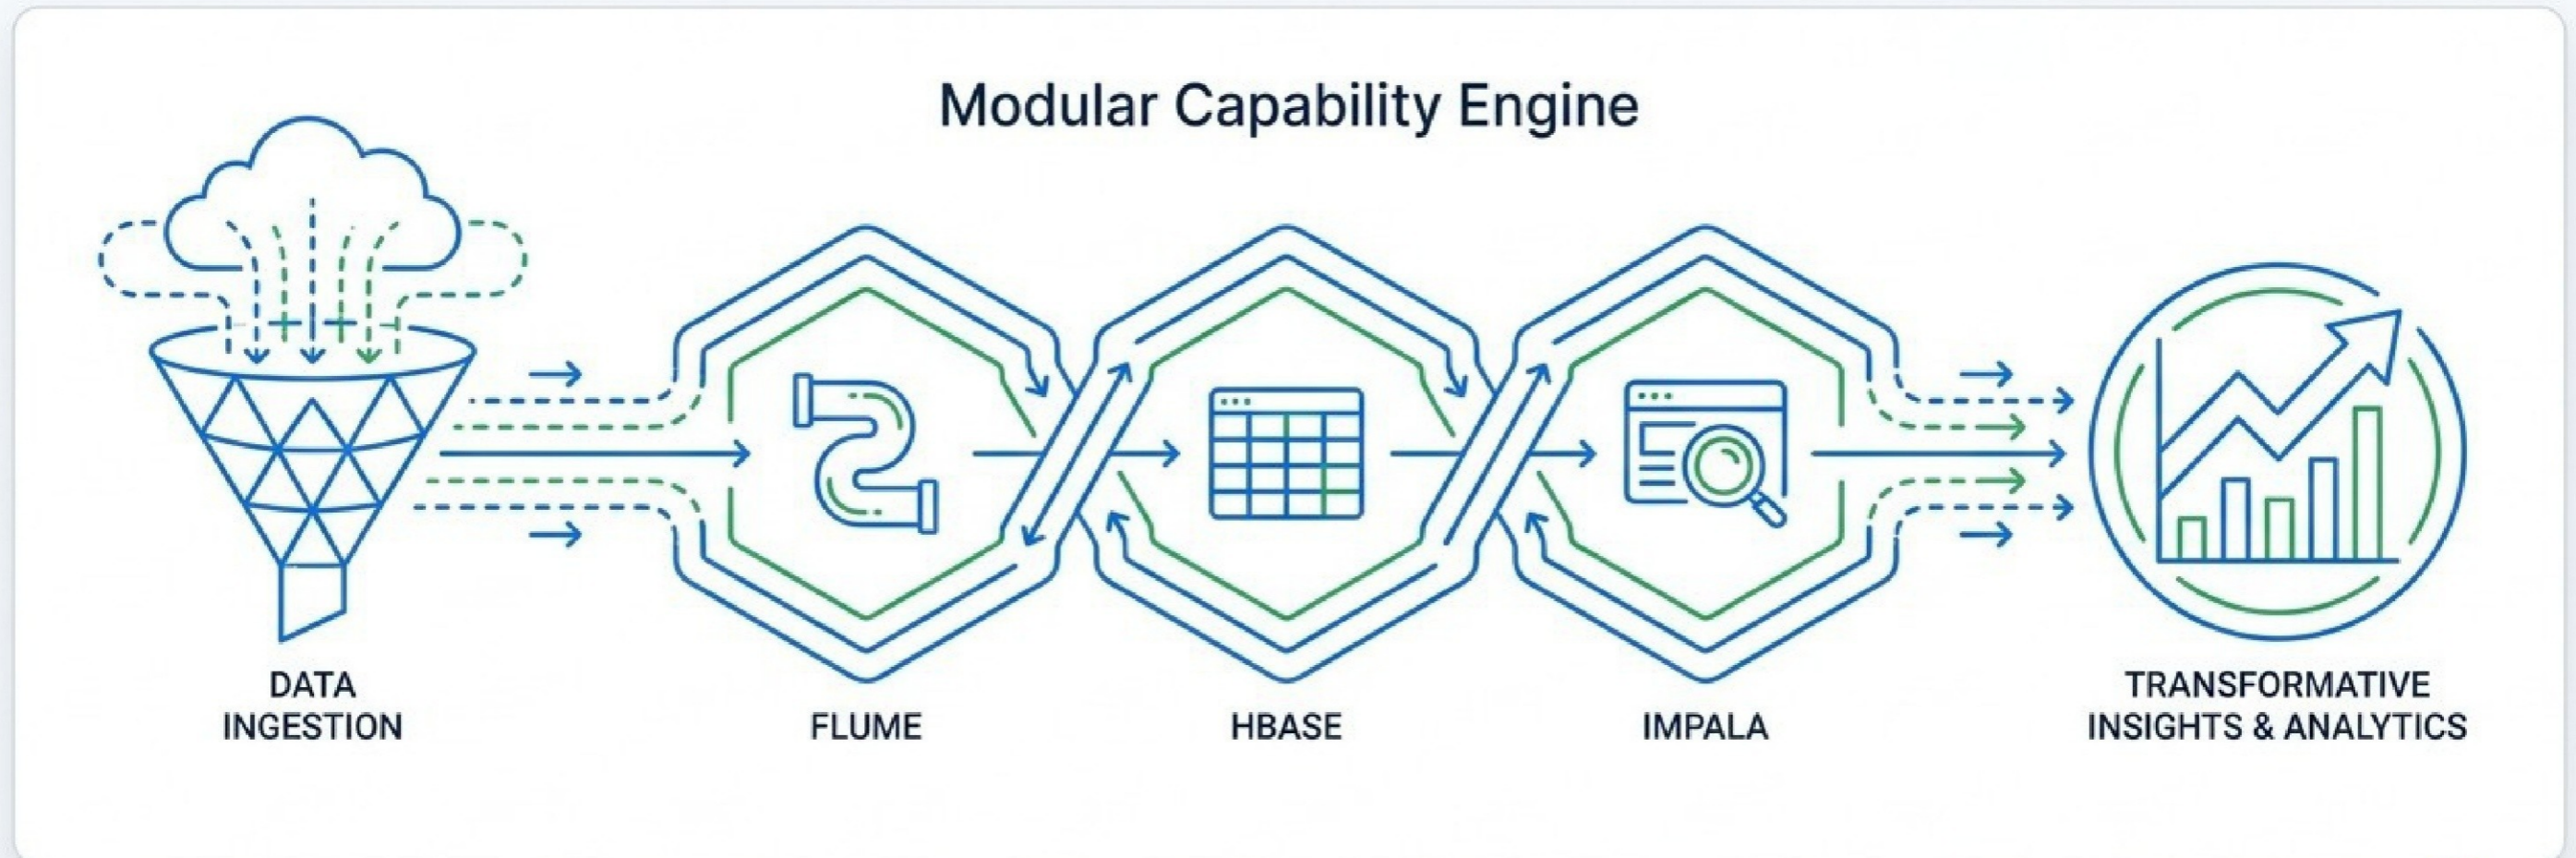 Modular Capability Engine
DATA
INGESTION
FLUME
HBASE
IMPALA
TRANSFORMATIVE
INSIGHTS & ANALYTICS